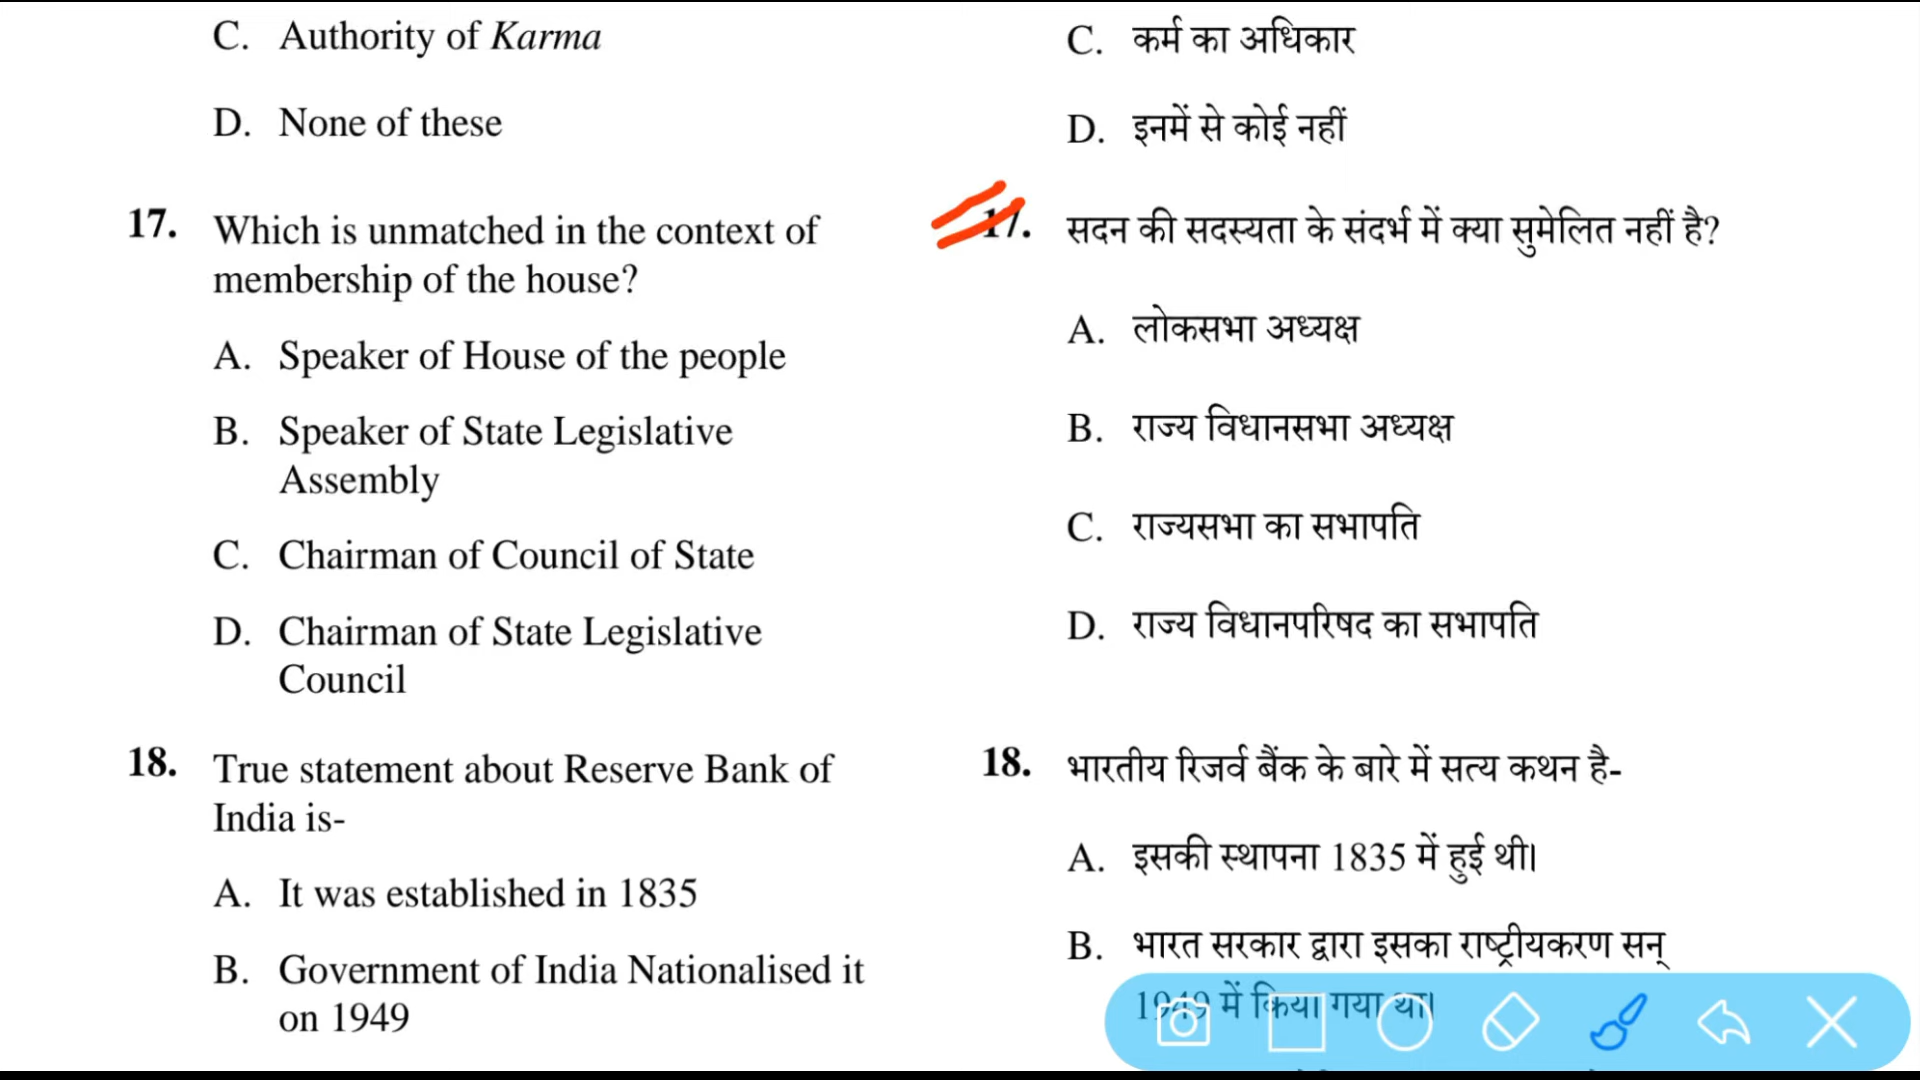 C. Authority of Karma
D. None of these
17. Which is unmatched in the context of
membership of the house?
A. Speaker of House of the people
B. Speaker of State Legislative
Assembly
C. Chairman of Council of State
D. Chairman of State Legislative
Council
18. True statement about Reserve Bank of
India is-
A. It was established in 1835
B. Government of India Nationalised it
on 1949
C. कर्म का अधिकार
D. इनमें से कोई नहीं
17. सदन की सदस्यता के संदर्भ में क्या सुमेलित नहीं है?
A. लोकसभा अध्यक्ष
B. राज्य विधानसभा अध्यक्ष
C. राज्यसभा का सभापति
D. राज्य विधानपरिषद का सभापति
18. भारतीय रिजर्व बैंक के बारे में सत्य कथन है-
A. इसकी स्थापना 1835 में हुई थी।
B. भारत सरकार द्वारा इसका राष्ट्रीयकरण सन्
1949 में किया गया था।